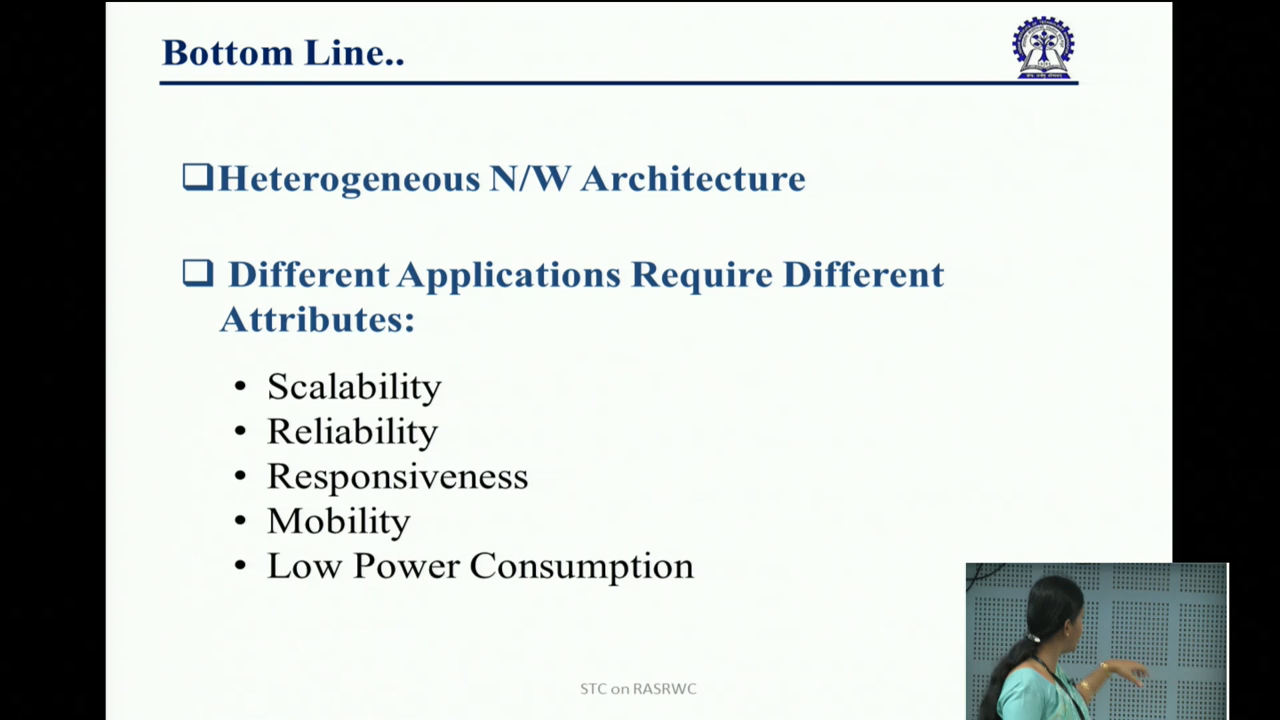 Bottom Line..
❑Heterogeneous N/W Architecture
❑ Different Applications Require Different
Attributes:
• Scalability
• Reliability
• Responsiveness
• Mobility
• Low Power Consumption
STC on RASRWC